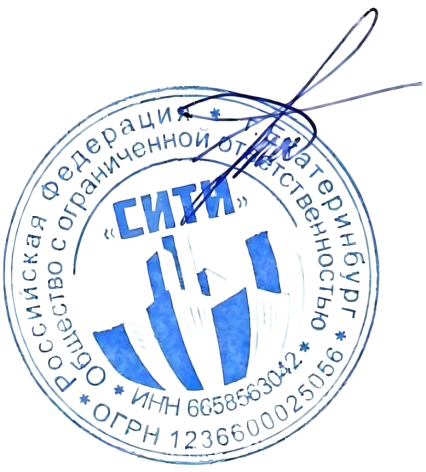 * Российская Федерация * г. Екатеринбург *
Общество с ограниченной ответственностью
"СИТИ"
* ИНН 6658563042 *
ОГРН 1236600025056